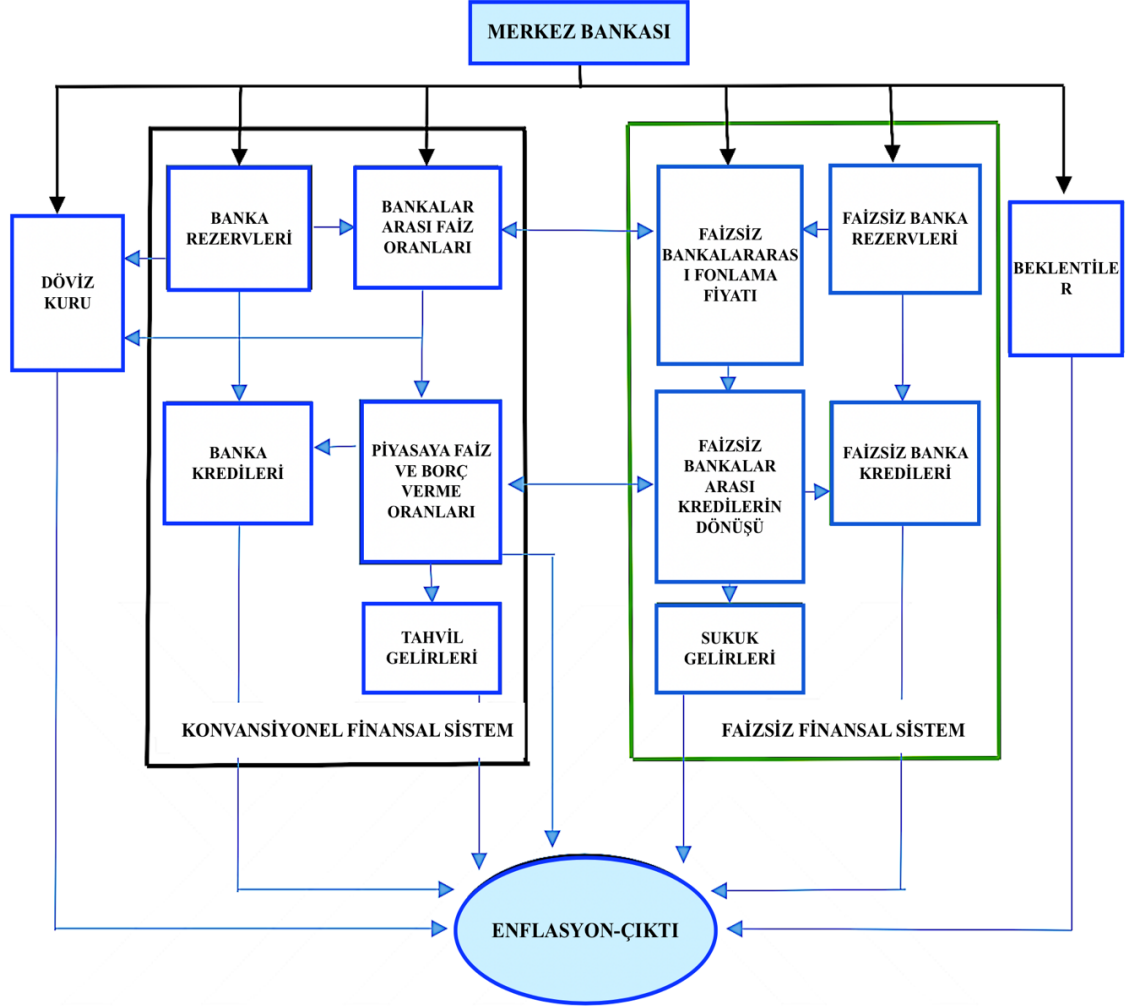 MERKEZ BANKASI
BANKA
REZERVLERİ
BANKALAR
ARASI FAİZ
ORANLARI
FAİZSİZ
BANKALARARAS
I FONLAMA
FİYATI
FAİZSİZ BANKA
REZERVLERİ
DÖVİZ
KURU
BEKLENTİLE
R
BANKA
KREDİLERİ
PİYASAYA FAİZ
VE BORÇ
VERME
ORANLARI
FAİZSİZ
BANKALAR
ARASI
KREDİLERİN
DÖNÜŞÜ
FAİZSİZ BANKA
KREDİLERİ
TAHVİL
GELIRLERİ
SUKUK
GELİRLERİ
KONVANSİYONEL FİNANSAL SİSTEM
FAİZSİZ FİNANSAL SİSTEM
ENFLASYON-ÇIKTI